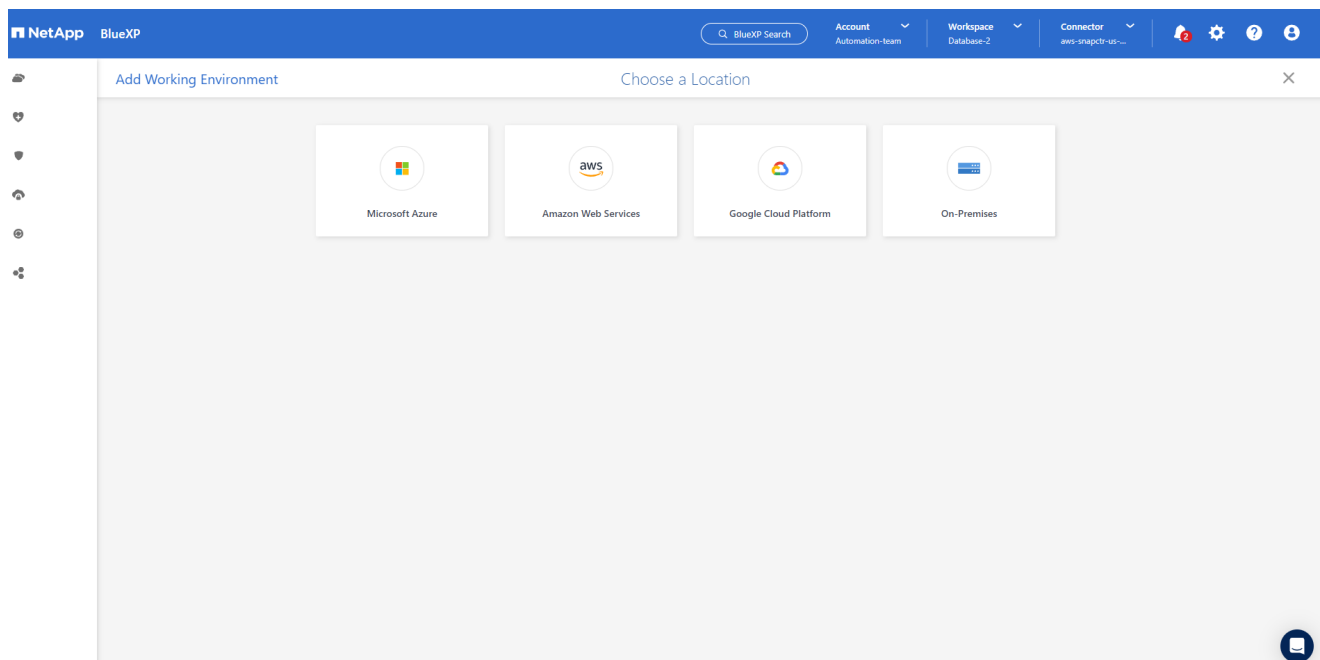 NetApp BlueXP
BlueXP Search
Account
Automation-team
Workspace
Database-2
Connector
aws-snapctr-us-...
2
Add Working Environment
Choose a Location
aws
Microsoft Azure
Amazon Web Services
Google Cloud Platform
On-Premises